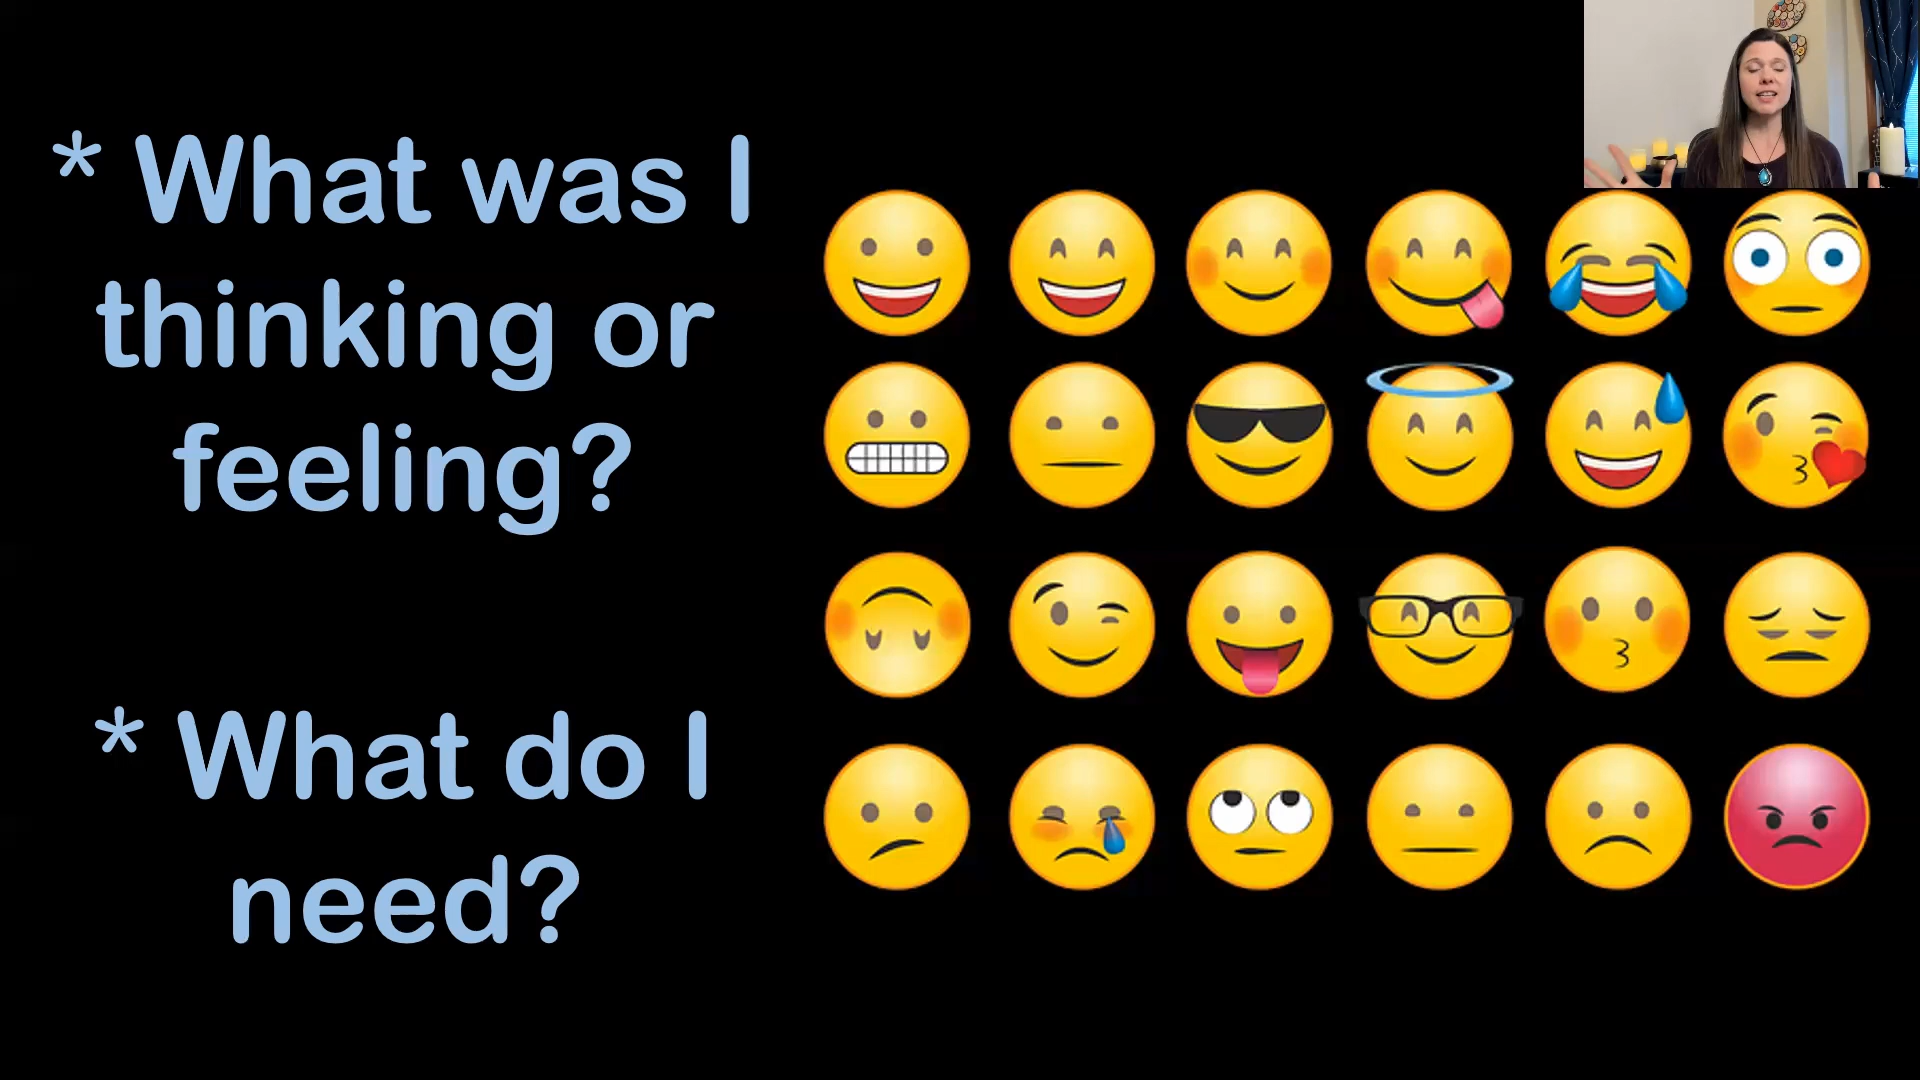 * What was I
thinking or
feeling?
* What do I
need?